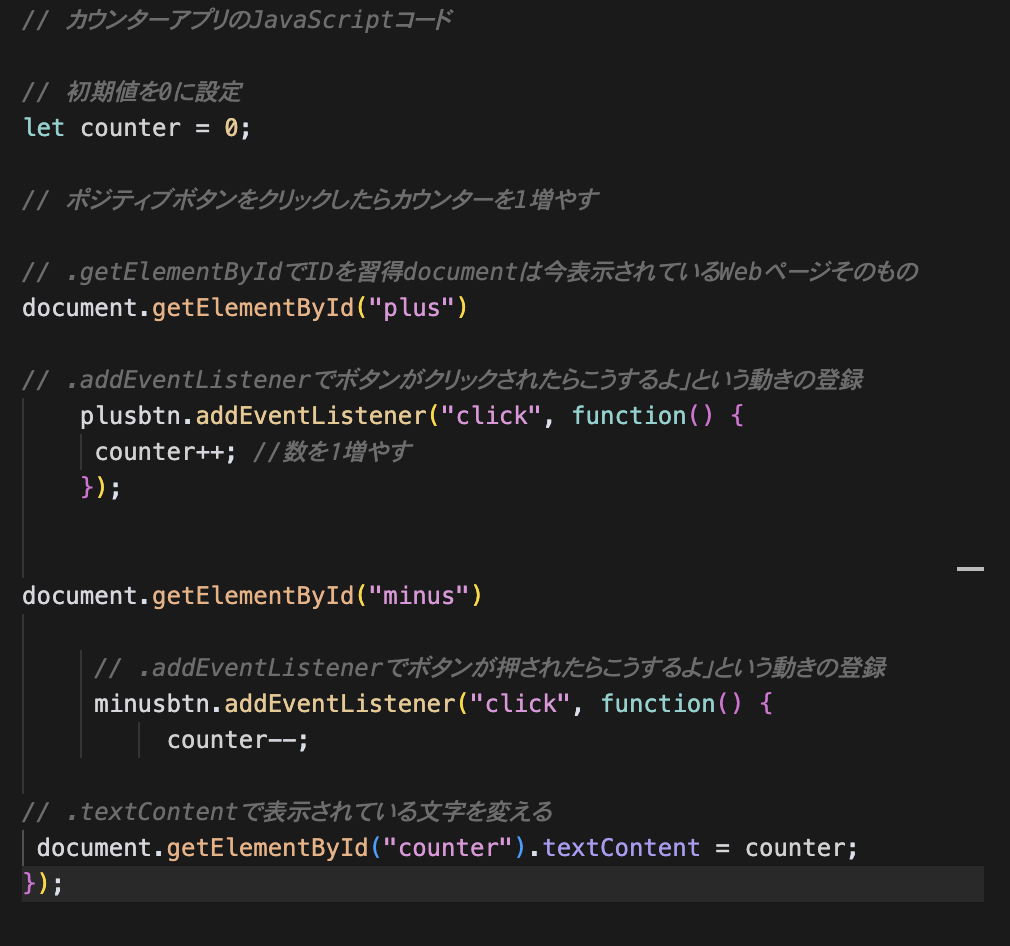 // カウンターアプリのJavaScriptコード
// 初期値を0に設定
let counter = 0;
// ポジティブボタンをクリックしたらカウンターを1増やす
// .getElementByIdでIDを習得documentは今表示されているWebページそのもの
document.getElementById("plus")
// .addEventListenerでボタンがクリックされたらこうするよ」という動きの登録
plusbtn.addEventListener("click", function() {
counter++; //数を1増やす
});
document.getElementById("minus")
// .addEventListenerでボタンが押されたらこうするよ」という動きの登録
minusbtn.addEventListener("click", function() {
counter--;
// .textContentで表示されている文字を変える
document.getElementById("counter").textContent = counter;
});